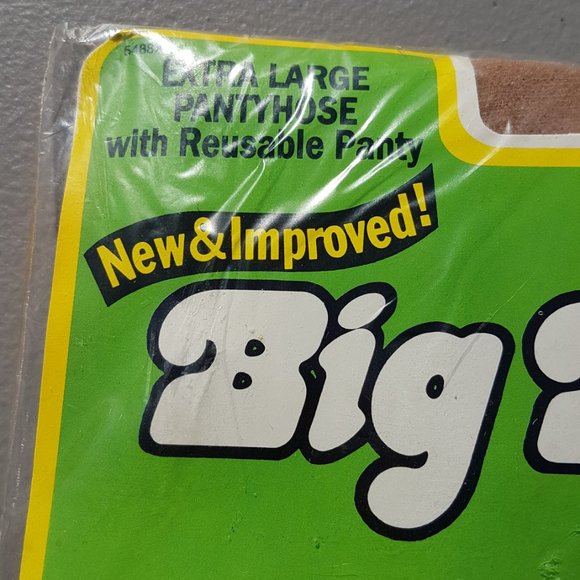 EXTRA LARGE
PANTYHOSE
with Reusable Panty
New & Improved!
Big